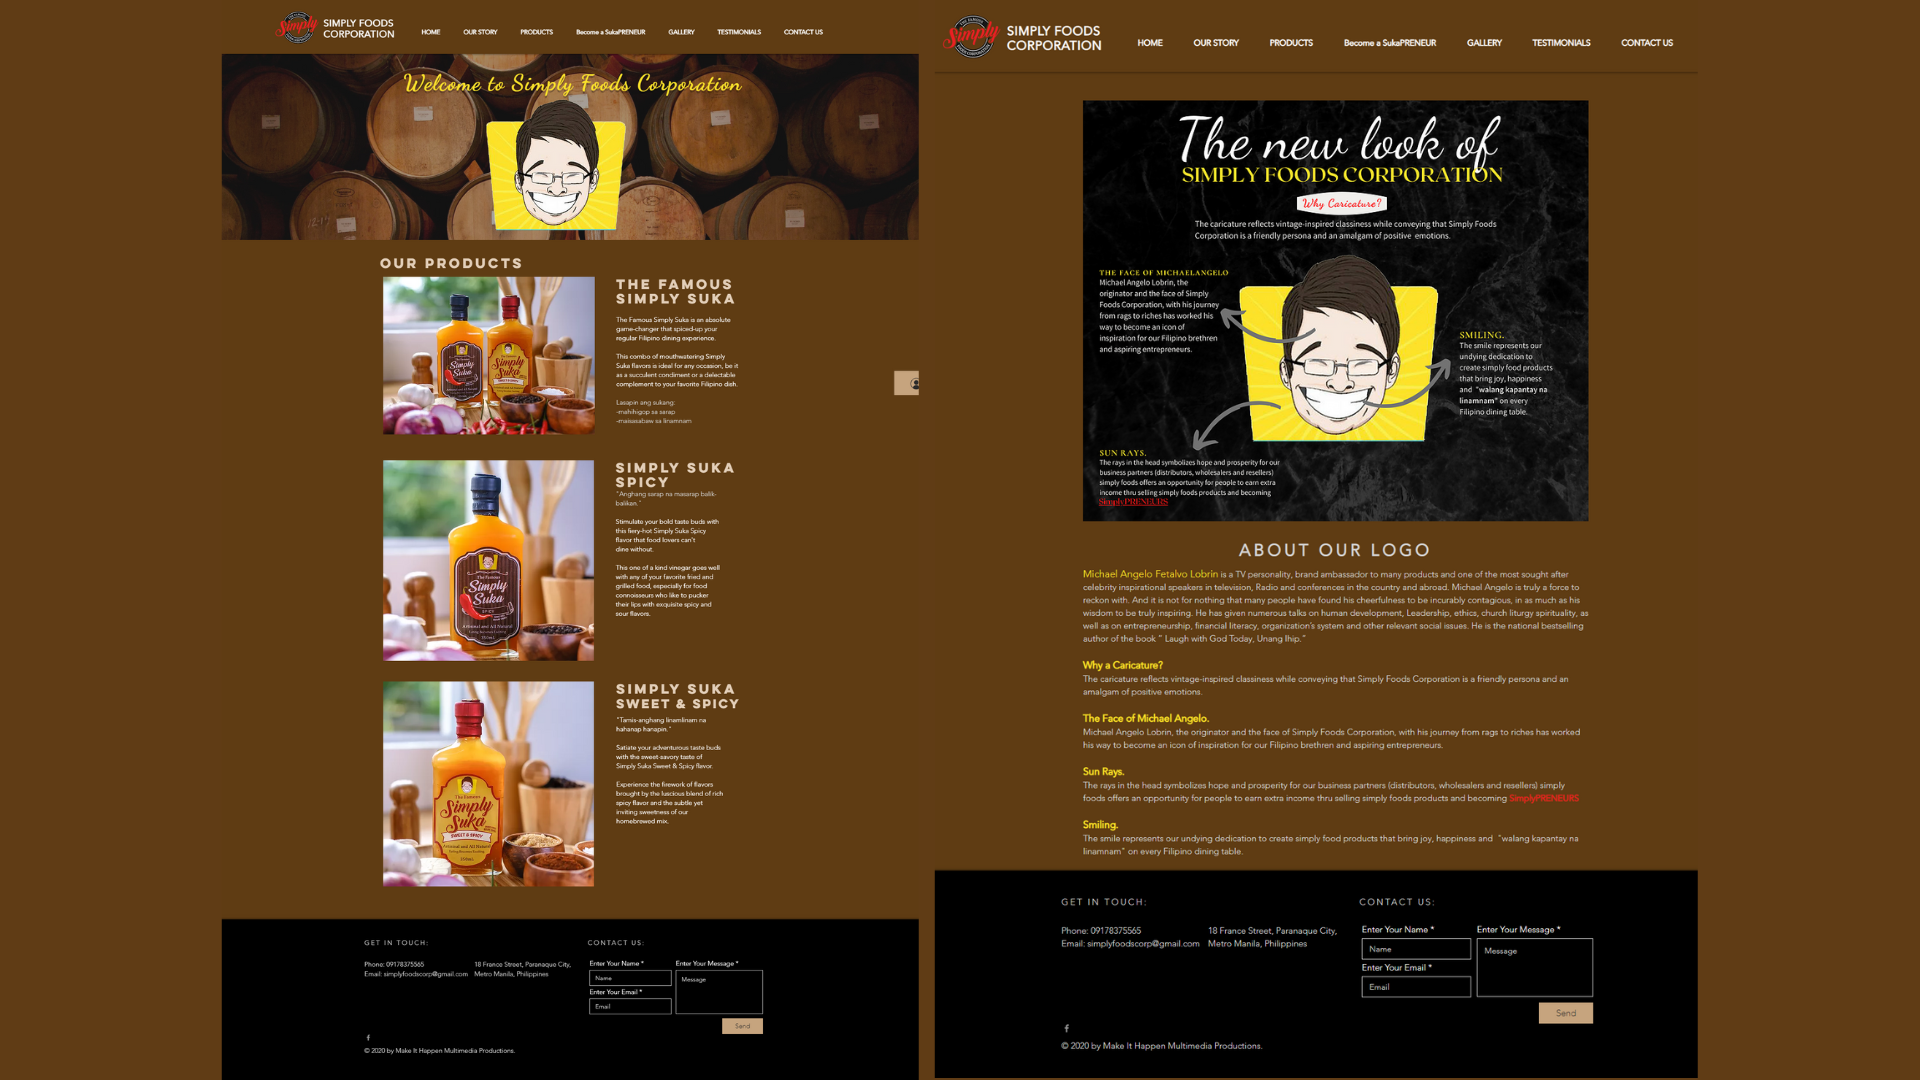 Simply
SIMPLY FOODS
CORPORATION
HOME
OUR STORY
PRODUCTS
Become a SukaPRENEUR
GALLERY
TESTIMONIALS
CONTACT US
Welcome to Simply Foods Corporation
OUR PRODUCTS
THE FAMOUS
SIMPLY SUKA
The Famous Simply Suka is an absolute
game-changer that spiced-up your
regular Filipino dining experience.
This combo of mouthwatering Simply
Suka flavors is ideal for any occasion, be it
as a succulent condiment or a delectable
complement to your favorite Filipino dish.
Lasapin ang sukang:
-mahihigop sa sarap
-maisasabaw sa linamnam
Simply
Suka
Simply
Suka
SIMPLY SUKA
SPICY
"Anghang sarap na masarap balik-
balikan."
Stimulate your bold taste buds with
this fiery-hot Simply Suka Spicy
flavor that food lovers can't
dine without.
This one of a kind vinegar goes well
with any of your favorite fried and
grilled food, especially for food
connoisseurs who like to pucker
their lips with exquisite spicy and
sour flavors.
The Famous
Simply
Suka
SPICY
SIMPLY SUKA
SWEET & SPICY
"Tamis-anghang linamlinam na
hahanap hanapin."
Satiate your adventurous taste buds
with the sweet-savory taste of
Simply Suka Sweet & Spicy flavor.
Experience the firework of flavors
brought by the luscious blend of rich
spicy flavor and the subtle yet
inviting sweetness of our
homebrewed mix.
The Famous
Simply
Suka
SWEET & SPICY
GET IN TOUCH:
Phone: 09178375565
Email: simplyfoodscorp@gmail.com
18 France Street, Paranaque City,
Metro Manila, Philippines
CONTACT US:
Enter Your Name *
Name
Enter Your Email *
Email
Enter Your Message *
Message
Send
f
© 2020 by Make It Happen Multimedia Productions.
Simply
SIMPLY FOODS
CORPORATION
HOME
OUR STORY
PRODUCTS
Become a SukaPRENEUR
GALLERY
TESTIMONIALS
CONTACT US
The new look of
SIMPLY FOODS CORPORATION
Why Caricature?
The caricature reflects vintage-inspired classiness while conveying that Simply Foods
Corporation is a friendly persona and an amalgam of positive emotions.
THE FACE OF MICHAELANGELO
Michael Angelo Lobrin, the
originator and the face of Simply
Foods Corporation, with his journey
from rags to riches has worked his
way to become an icon of
inspiration for our Filipino brethren
and aspiring entrepreneurs.
SMILING.
The smile represents our
undying dedication to
create simply food products
that bring joy, happiness
and "walang kapantay na
linamnam" on every
Filipino dining table.
SUN RAYS.
The rays in the head symbolizes hope and prosperity for our
business partners (distributors, wholesalers and resellers)
simply foods offers an opportunity for people to earn extra
income thru selling simply foods products and becoming
SimplyPRENEURS
ABOUT OUR LOGO
Michael Angelo Fetalvo Lobrin is a TV personality, brand ambassador to many products and one of the most sought after
celebrity inspirational speakers in television, Radio and conferences in the country and abroad. Michael Angelo is truly a force to
reckon with. And it is not for nothing that many people have found his cheerfulness to be incurably contagious, in as much as his
wisdom to be truly inspiring. He has given numerous talks on human development, Leadership, ethics, church liturgy spirituality, as
well as on entrepreneurship, financial literacy, organization's system and other relevant social issues. He is the national bestselling
author of the book " Laugh with God Today, Unang Ihip."
Why a Caricature?
The caricature reflects vintage-inspired classiness while conveying that Simply Foods Corporation is a friendly persona and an
amalgam of positive emotions.
The Face of Michael Angelo.
Michael Angelo Lobrin, the originator and the face of Simply Foods Corporation, with his journey from rags to riches has worked
his way to become an icon of inspiration for our Filipino brethren and aspiring entrepreneurs.
Sun Rays.
The rays in the head symbolizes hope and prosperity for our business partners (distributors, wholesalers and resellers) simply
foods offers an opportunity for people to earn extra income thru selling simply foods products and becoming SimplyPRENEURS
Smiling.
The smile represents our undying dedication to create simply food products that bring joy, happiness and "walang kapantay na
linamnam" on every Filipino dining table.
GET IN TOUCH:
Phone: 09178375565
Email: simplyfoodscorp@gmail.com
18 France Street, Paranaque City,
Metro Manila, Philippines
CONTACT US:
Enter Your Name *
Name
Enter Your Email *
Email
Enter Your Message *
Message
Send
f
© 2020 by Make It Happen Multimedia Productions.